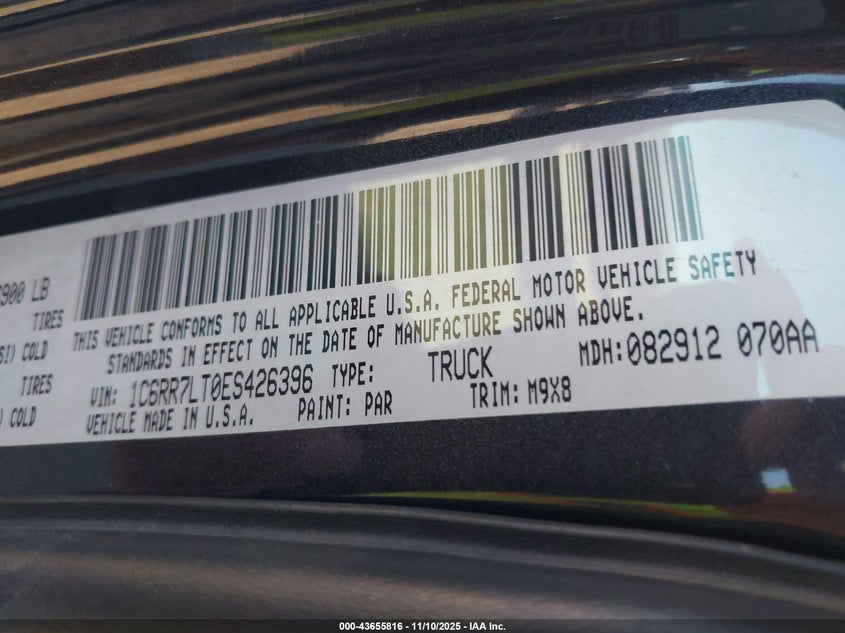 6900 LB
TIRES
SI) COLD
TIRES
) COLD
THIS VEHICLE CONFORMS TO ALL APPLICABLE U.S.A. FEDERAL MOTOR VEHICLE SAFETY
STANDARDS IN EFFECT ON THE DATE OF MANUFACTURE SHOWN ABOVE.
VIN: 1C6RR7LT0ES426396 TYPE: TRUCK MDH:082912 070AA
VEHICLE MADE IN U.S.A. PAINT: PAR TRIM: M9X8
000-43655816 - 11/10/2025 - IAA Inc.